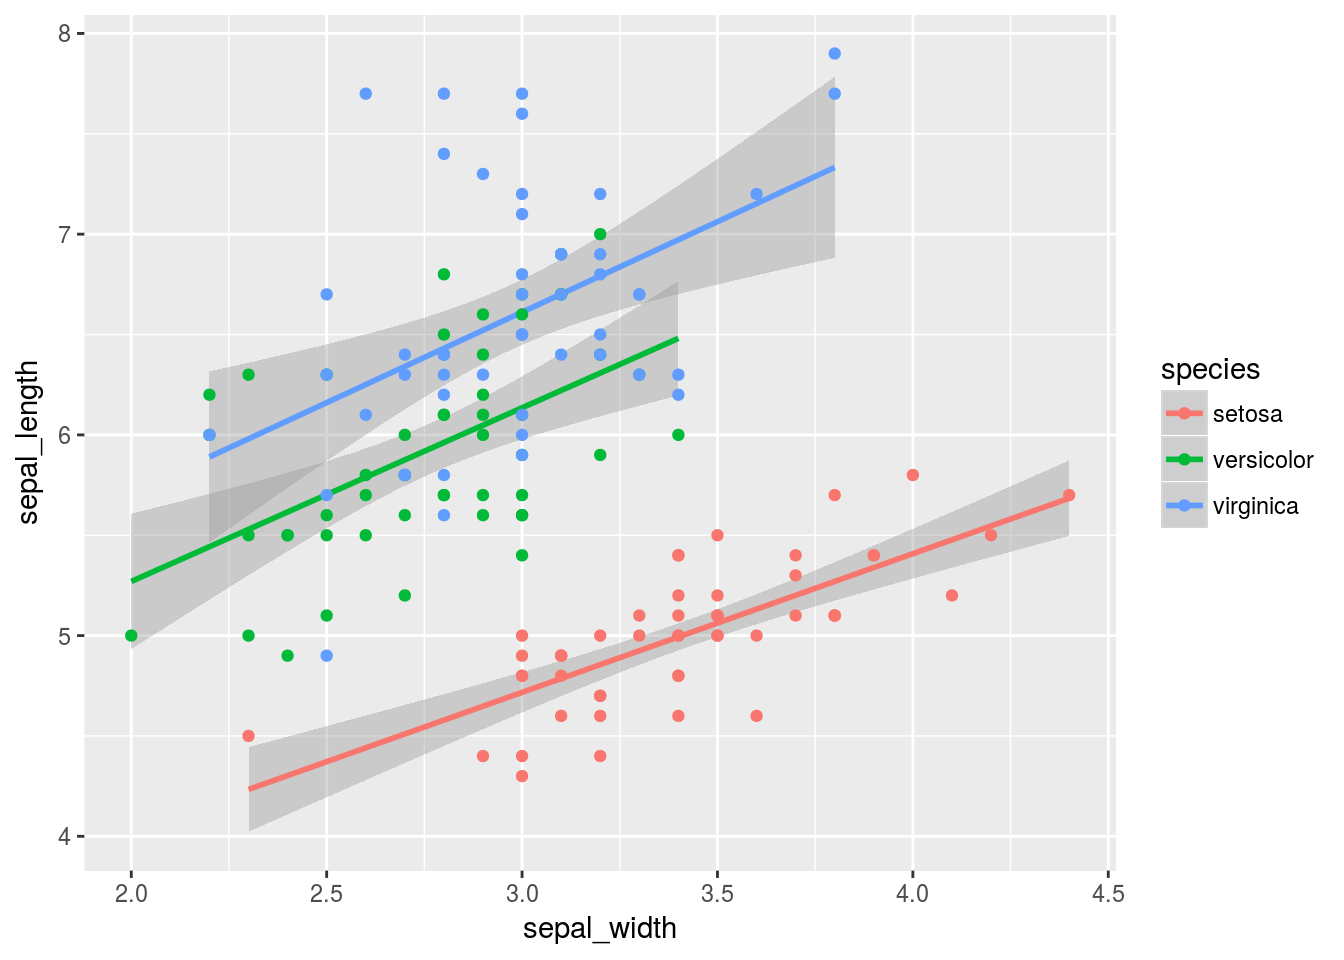 8
7
6
5
4
sepal_length
2.0 2.5 3.0 3.5 4.0 4.5
sepal_width
species
setosa
versicolor
virginica